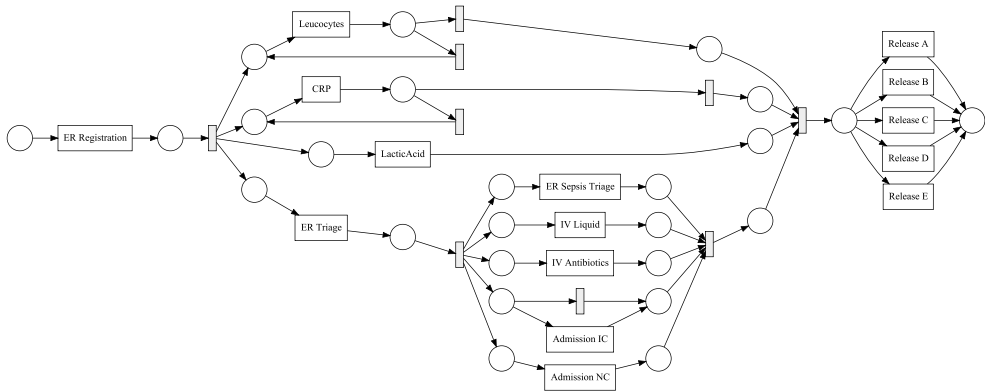 Leucocytes
CRP
ER Registration
LacticAcid
ER Triage
ER Sepsis Triage
IV Liquid
IV Antibiotics
Admission IC
Admission NC
Release A
Release B
Release C
Release D
Release E